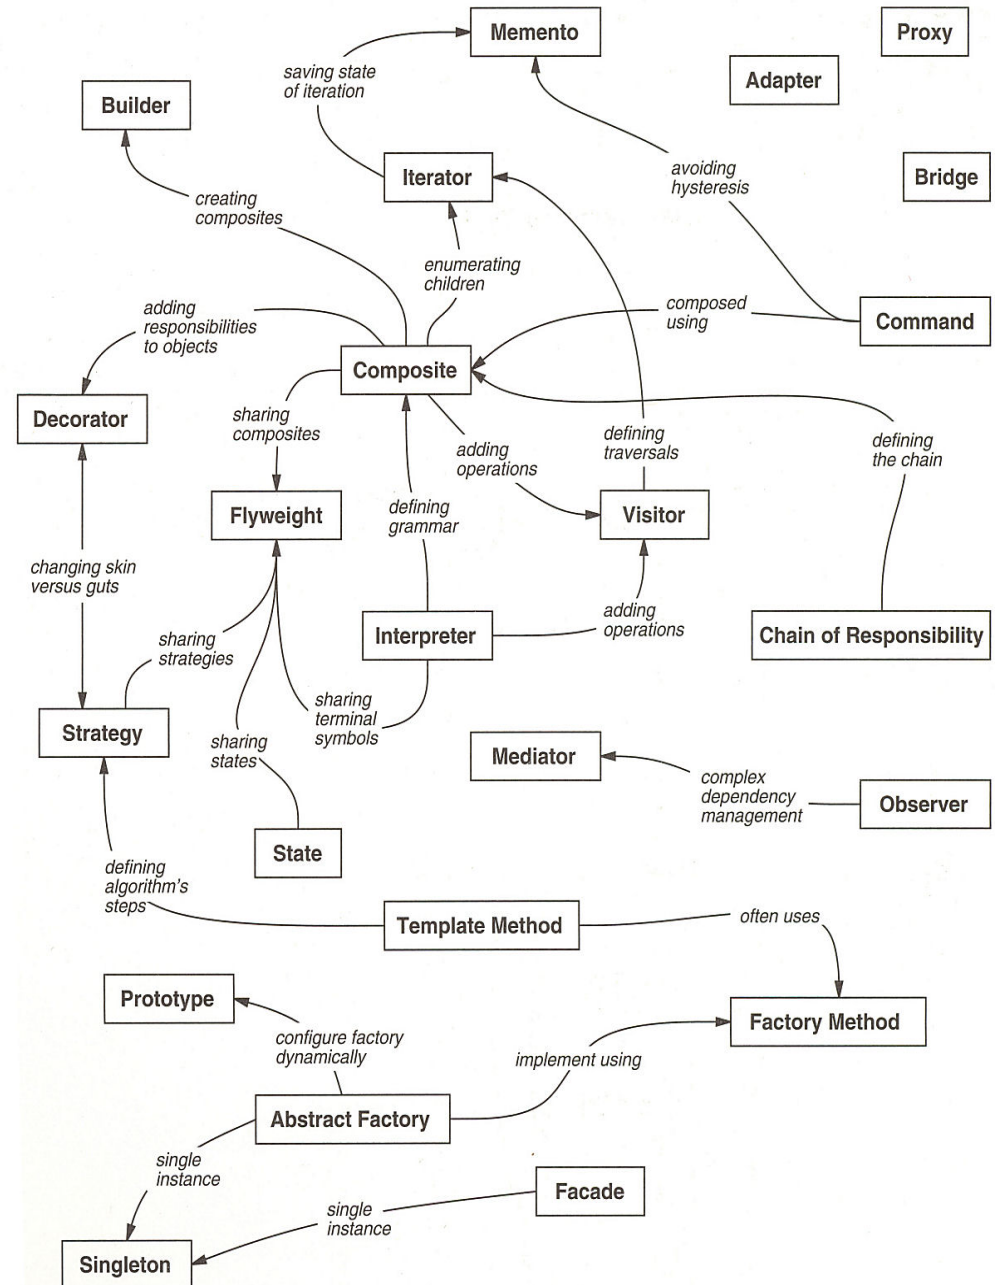 Memento
Proxy
Adapter
saving state
of iteration
Builder
Iterator
avoiding
hysteresis
Bridge
creating
composites
enumerating
children
adding
responsibilities
to objects
composed
using
Command
Composite
Decorator
sharing
composites
adding
operations
defining
traversals
defining
the chain
Flyweight
defining
grammar
Visitor
changing skin
versus guts
sharing
strategies
Interpreter
adding
operations
Chain of Responsibility
sharing
terminal
symbols
Strategy
sharing
states
Mediator
complex
dependency
management
Observer
State
defining
algorithm's
steps
Template Method
often uses
Prototype
configure factory
dynamically
implement using
Factory Method
Abstract Factory
single
instance
Facade
single
instance
Singleton